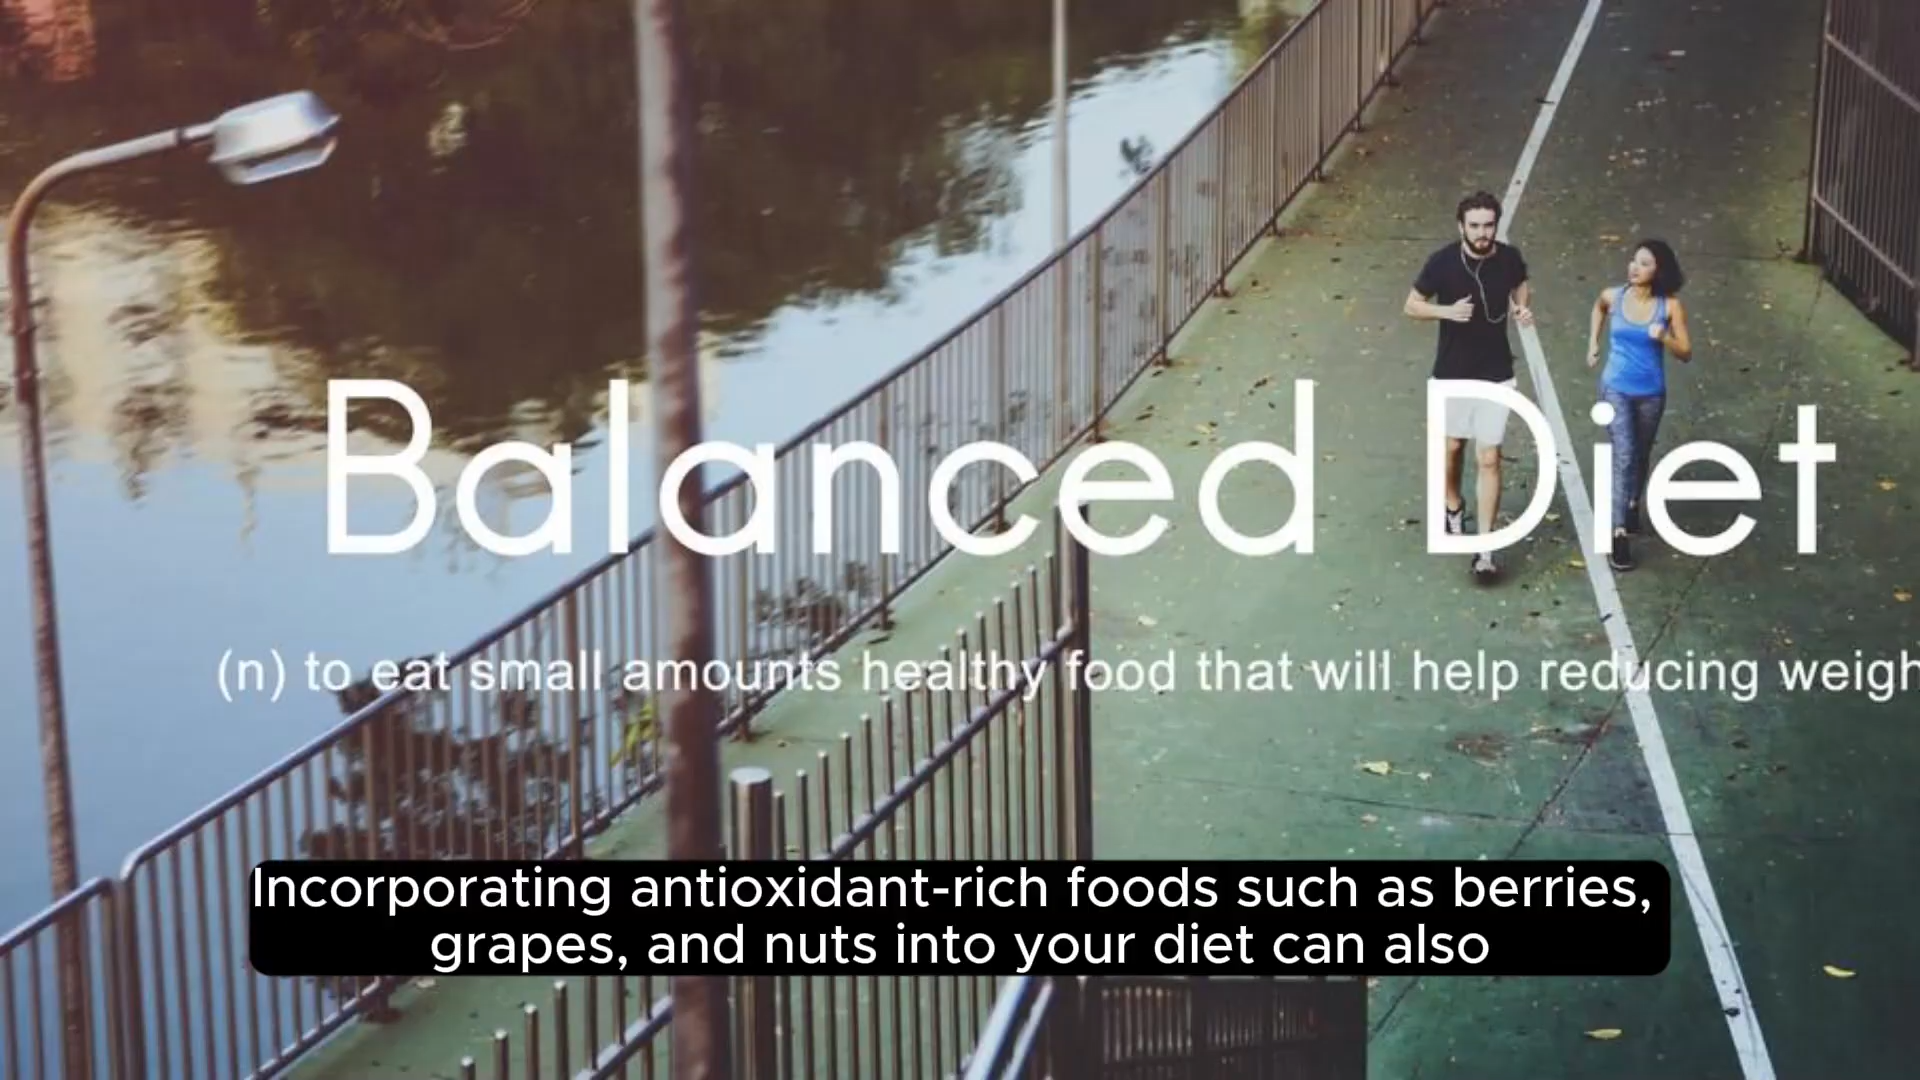 Balanced Diet
(n) to eat small amounts healthy food that will help reducing
Incorporating antioxidant-rich foods such as berries,
grapes, and nuts into your diet can also